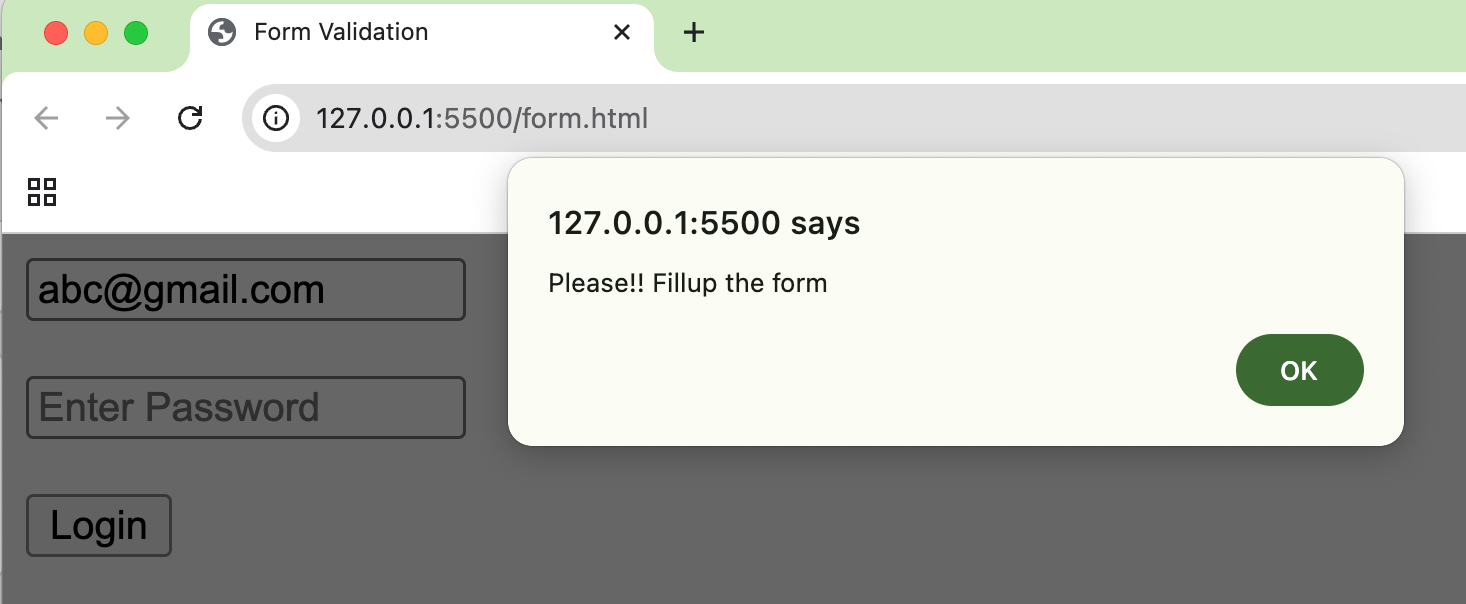 Form Validation
127.0.0.1:5500/form.html
127.0.0.1:5500 says
Please!! Fillup the form
OK
abc@gmail.com
Enter Password
Login